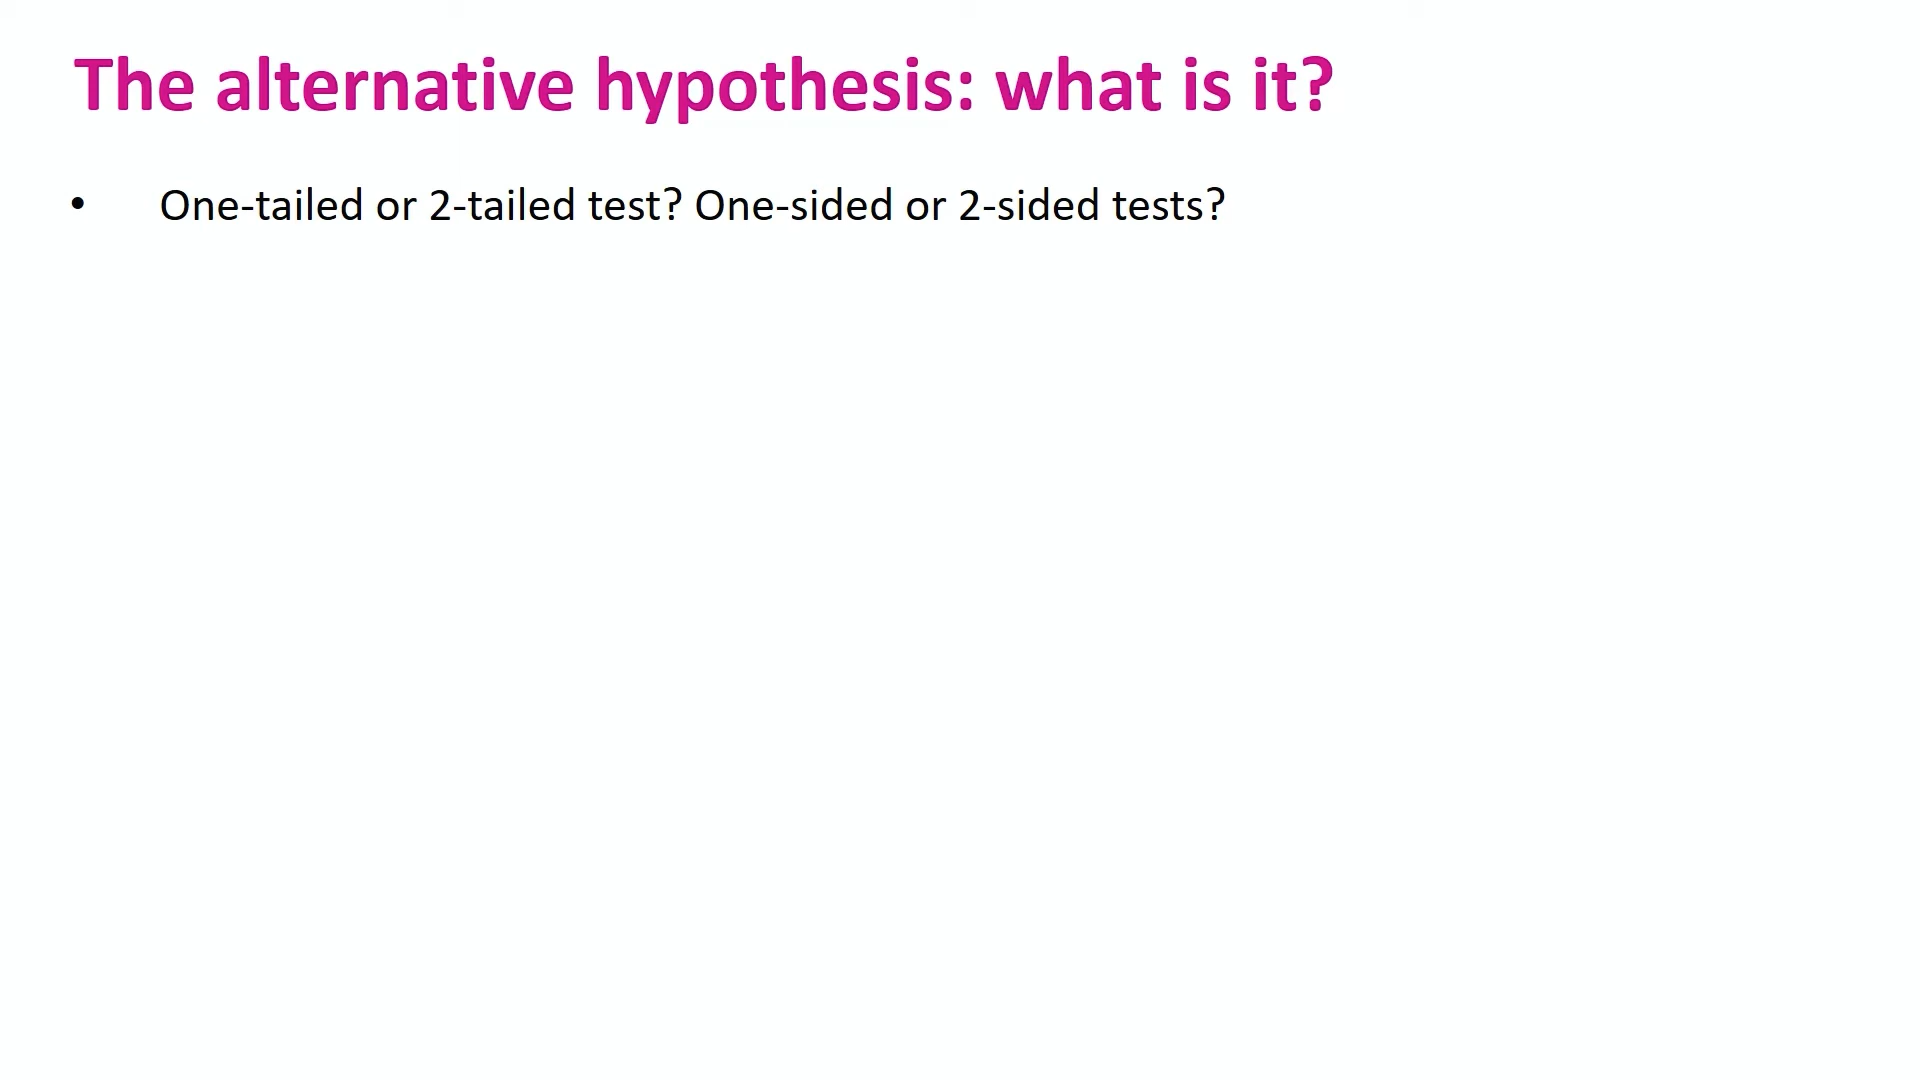 The alternative hypothesis: what is it?
• One-tailed or 2-tailed test? One-sided or 2-sided tests?